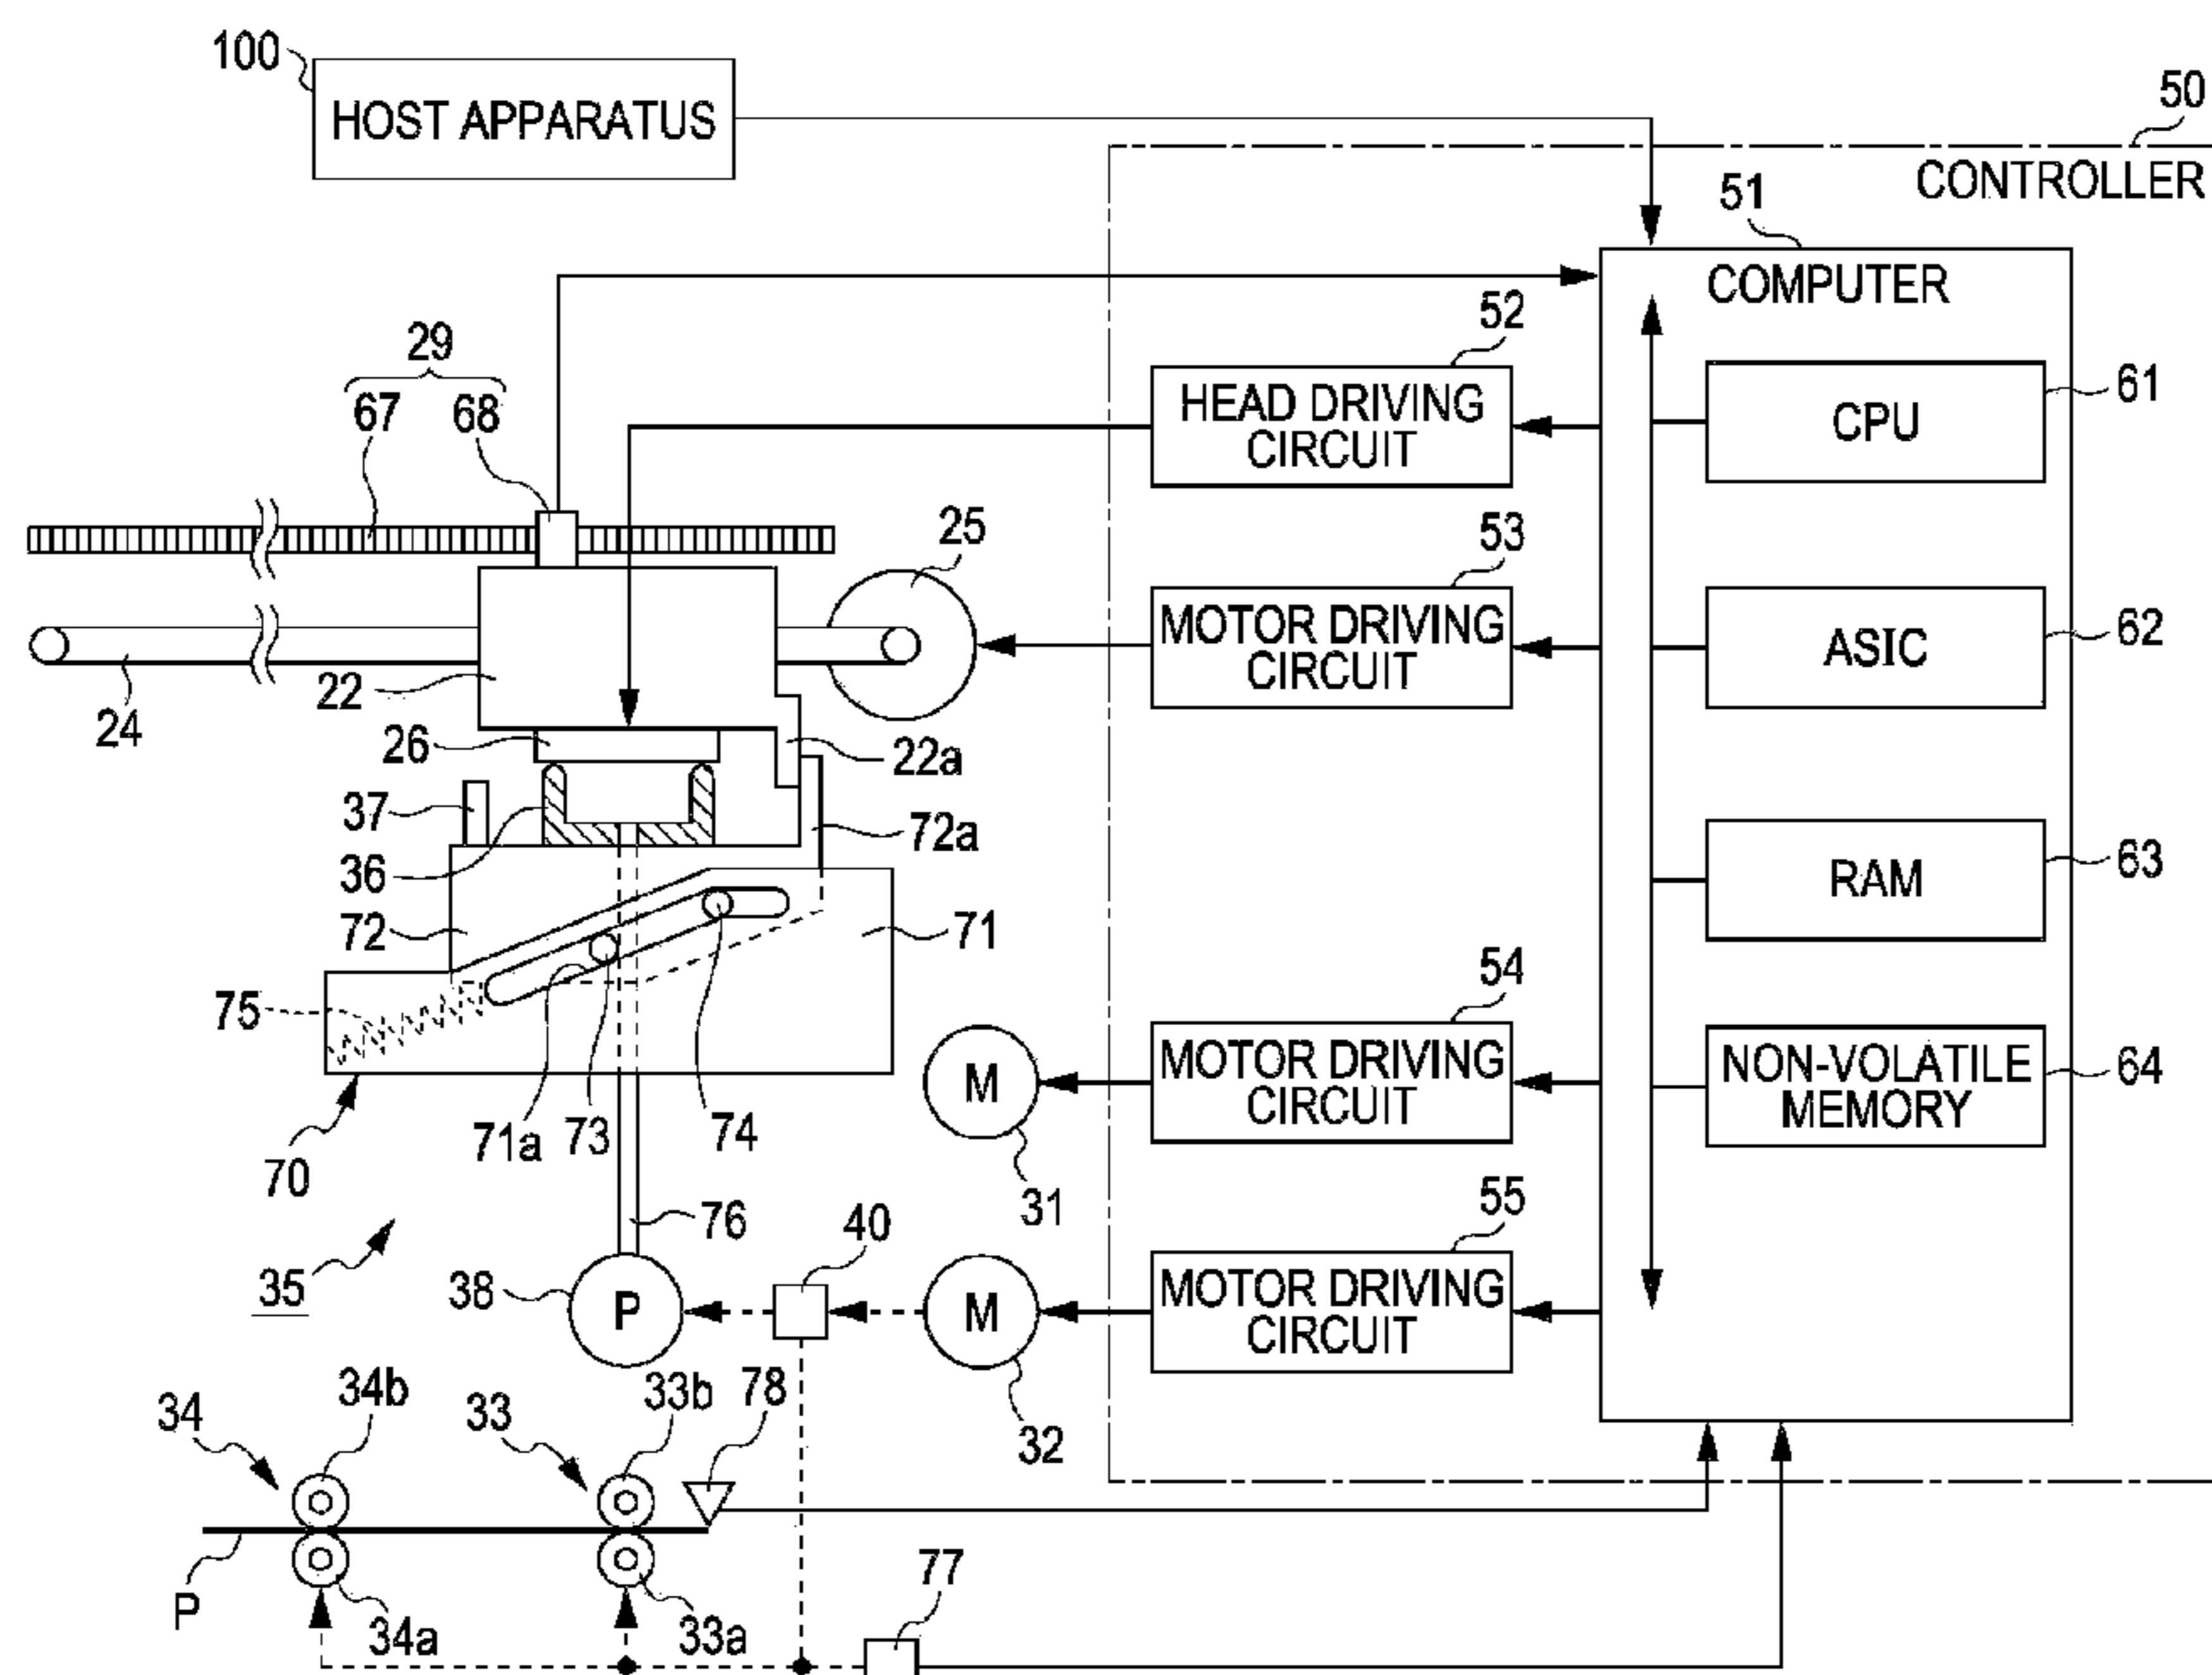 100
HOST APPARATUS
50
CONTROLLER
51
COMPUTER
52
29
67
68
HEAD DRIVING
CIRCUIT
CPU
61
25
53
MOTOR DRIVING
CIRCUIT
ASIC
62
24
22
26
22a
37
72a
36
RAM
63
72
71
54
75
MOTOR DRIVING
CIRCUIT
M
NON-VOLATILE
MEMORY
64
71a
73
74
70
31
76
40
55
35
38
P
M
MOTOR DRIVING
CIRCUIT
34
34b
33
33b
78
32
P
34a
33a
77